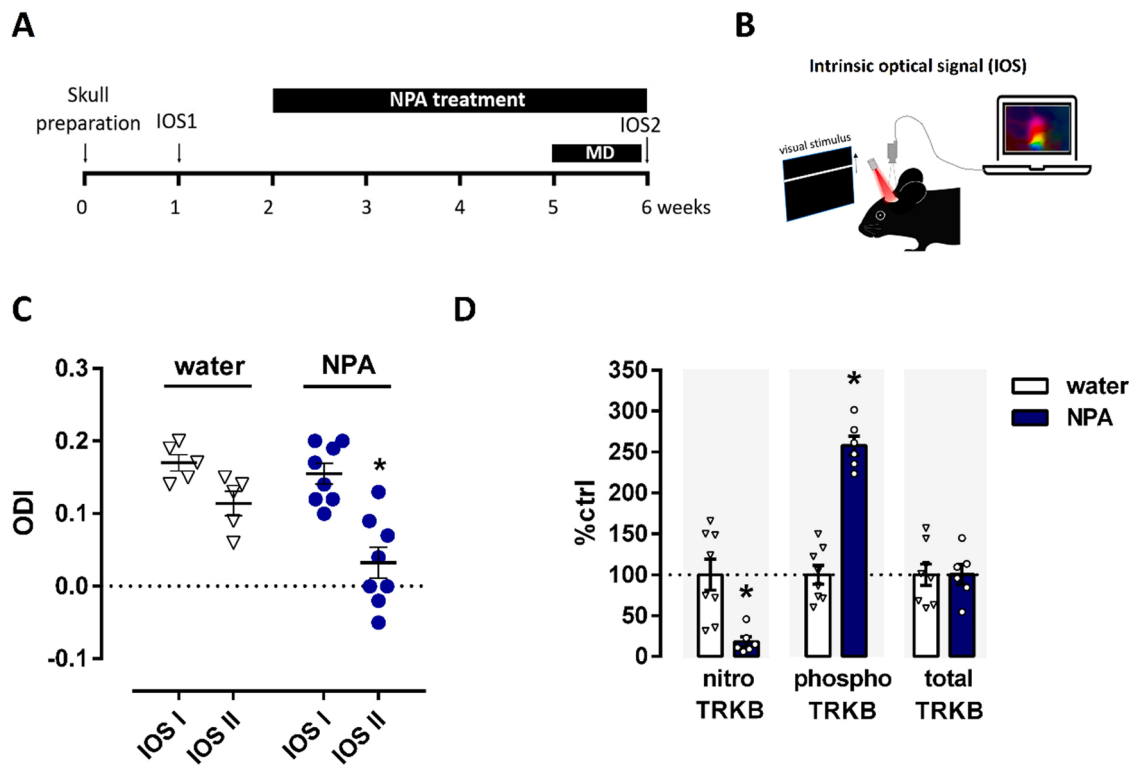 A
Skull
preparation
IOS1
NPA treatment
IOS2
MD
0 1 2 3 4 5 6 weeks
B
Intrinsic optical signal (IOS)
visual stimulus
C
water NPA
0.3
0.2
0.1
0.0
-0.1
ODI
*
IOS I IOS II IOS I IOS II
D
350
300
250
200
150
100
50
0
%ctrl
*
*
water
NPA
nitro phospho total
TRKB TRKB TRKB